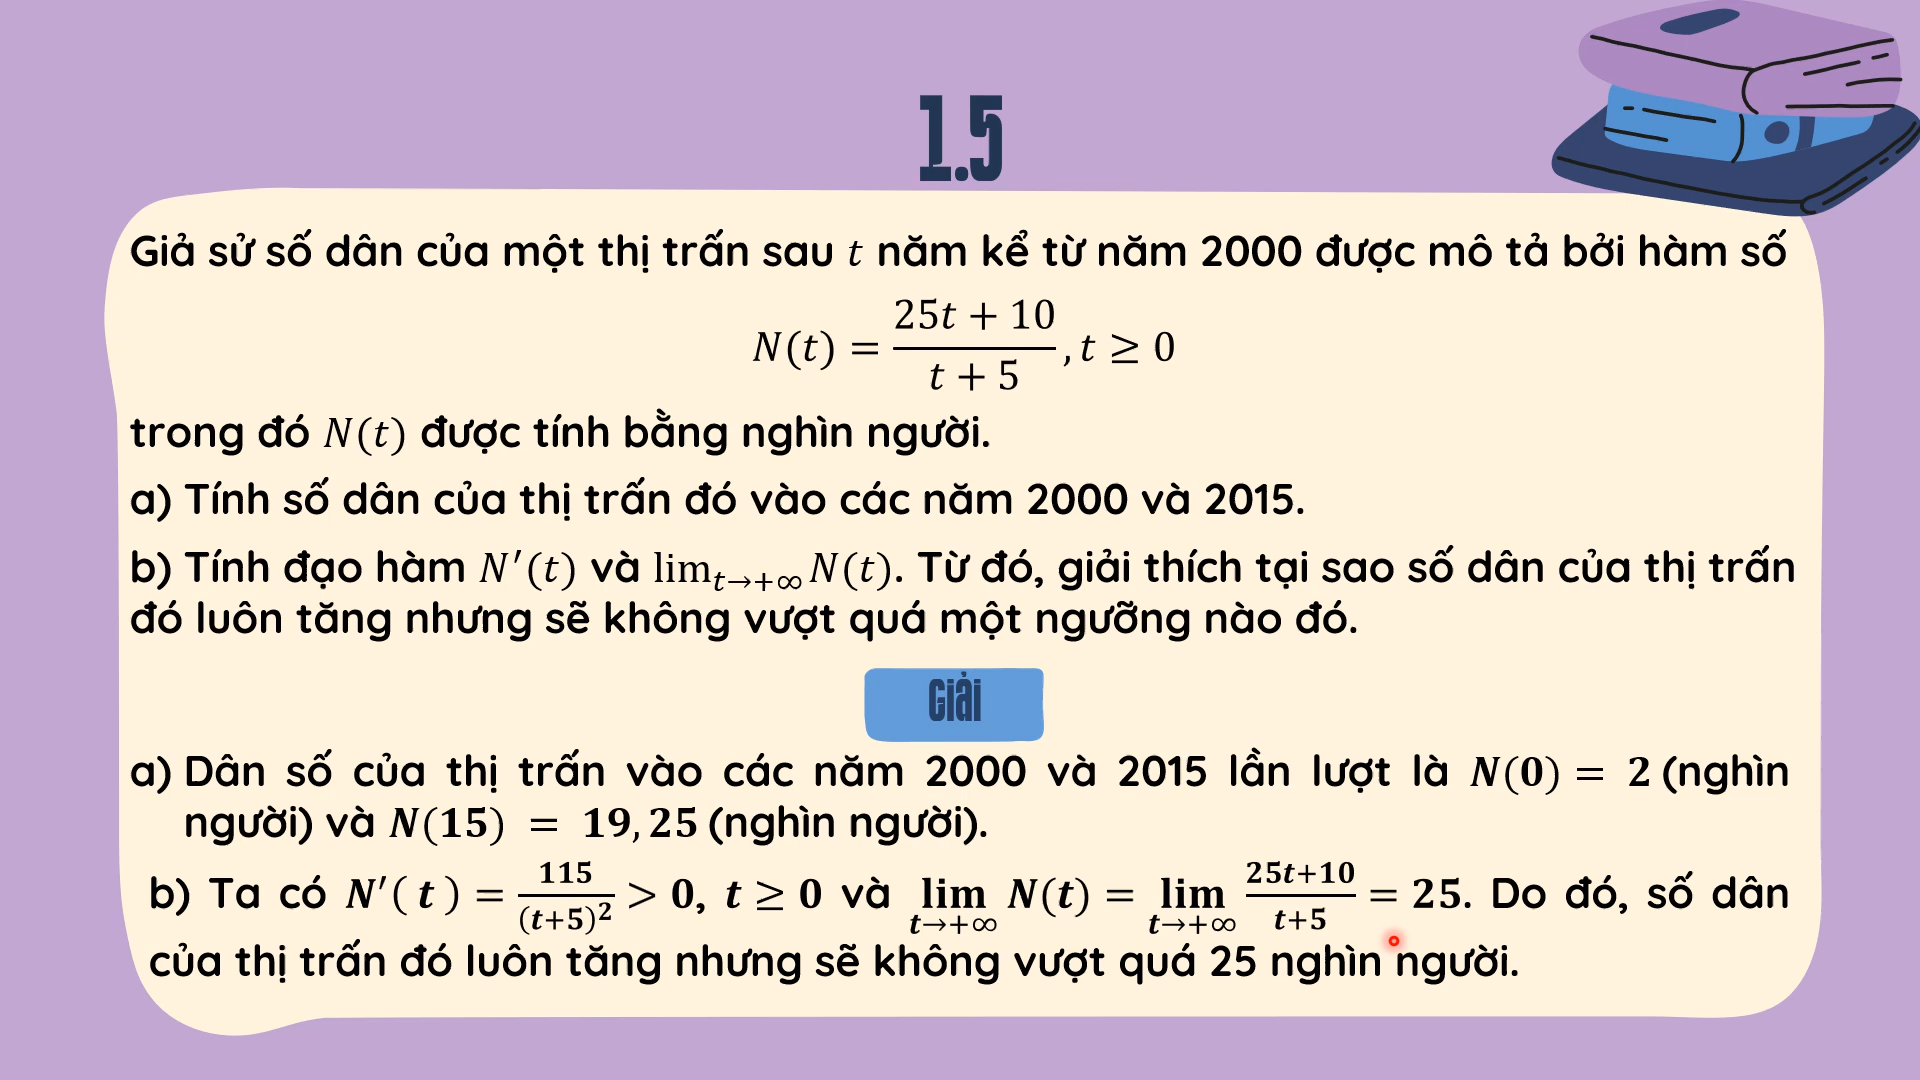 1.5
Giả sử số dân của một thị trấn sau t năm kể từ năm 2000 được mô tả bởi hàm số
N(t) = \frac{25t + 10}{t + 5}, t ≥ 0
trong đó N(t) được tính bằng nghìn người.
a) Tính số dân của thị trấn đó vào các năm 2000 và 2015.
b) Tính đạo hàm N′(t) và lim_{t→+∞} N(t). Từ đó, giải thích tại sao số dân của thị trấn
đó luôn tăng nhưng sẽ không vượt quá một ngưỡng nào đó.
Giải
a) Dân số của thị trấn vào các năm 2000 và 2015 lần lượt là N(0) = 2 (nghìn
người) và N(15) = 19,25 (nghìn người).
b) Ta có N′( t ) = \frac{115}{(t+5)^2} > 0, t ≥ 0 và \lim_{t→+∞} N(t) = \lim_{t→+∞} \frac{25t+10}{t+5} = 25. Do đó, số dân
của thị trấn đó luôn tăng nhưng sẽ không vượt quá 25 nghìn người.